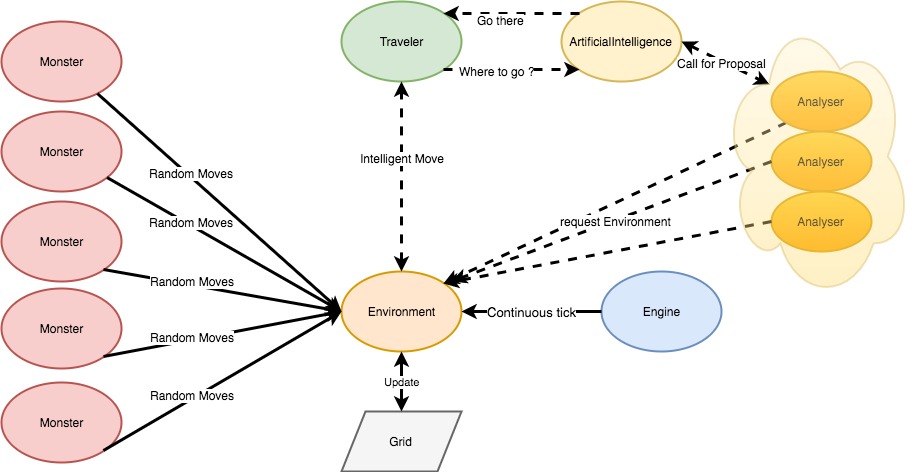 Monster
Monster
Monster
Monster
Monster
Random Moves
Random Moves
Random Moves
Random Moves
Random Moves
Traveler
Go there
Where to go ?
ArtificialIntelligence
Call for Proposal
Analyser
Analyser
Analyser
Intelligent Move
request Environment
Environment
Continuous tick
Engine
Update
Grid